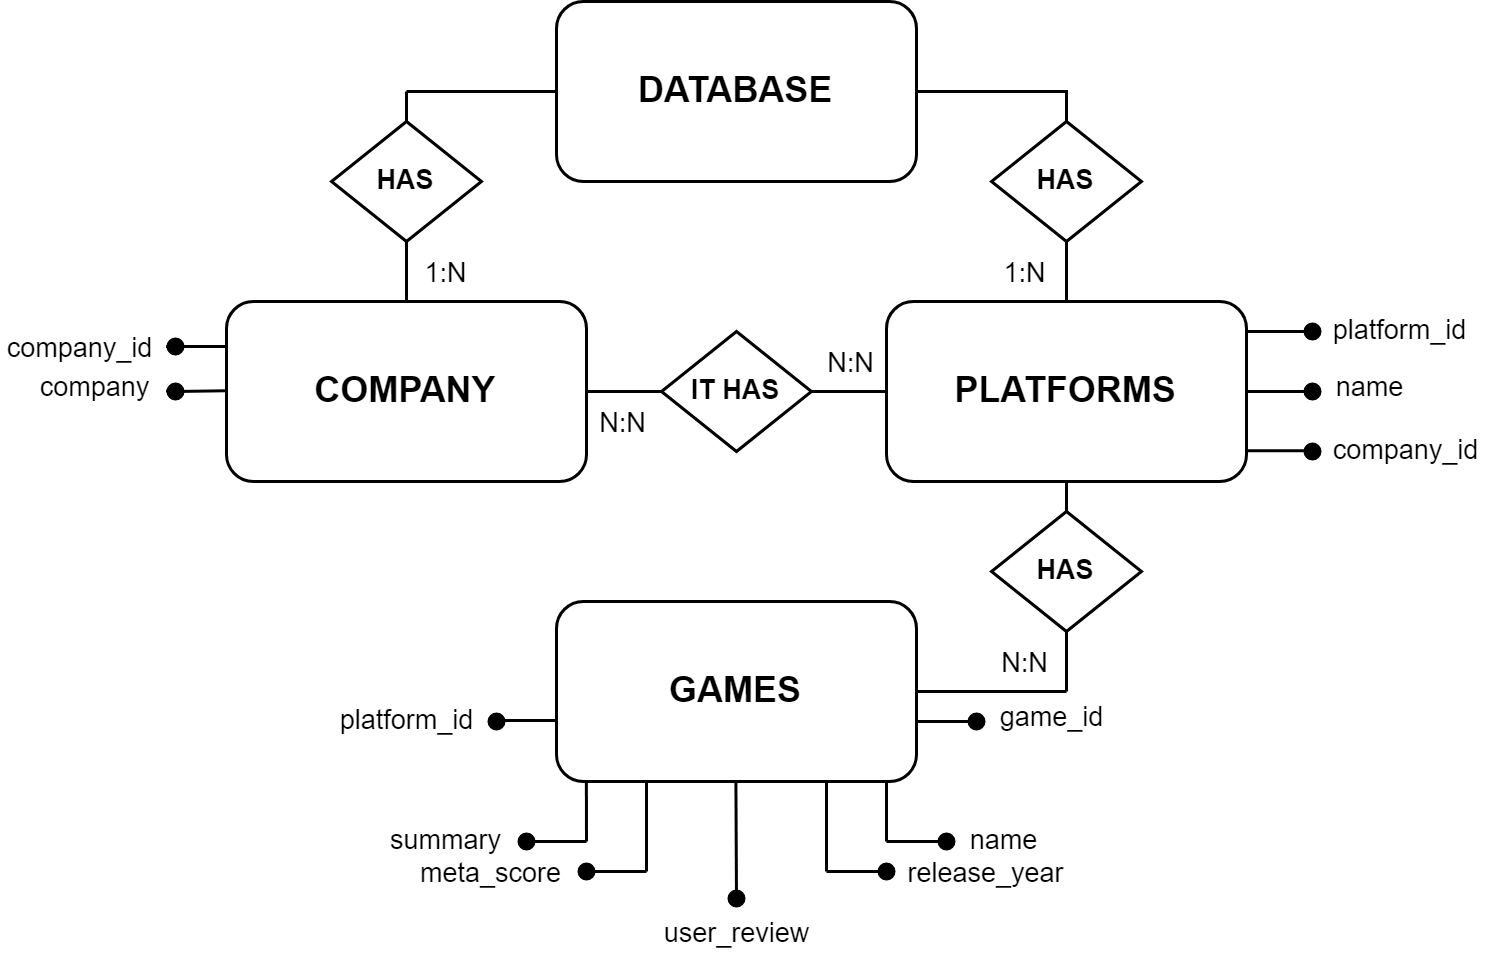 DATABASE
HAS
HAS
1:N
1:N
company_id
company
COMPANY
N:N
IT HAS
N:N
PLATFORMS
platform_id
name
company_id
HAS
N:N
GAMES
platform_id
game_id
summary
meta_score
user_review
name
release_year